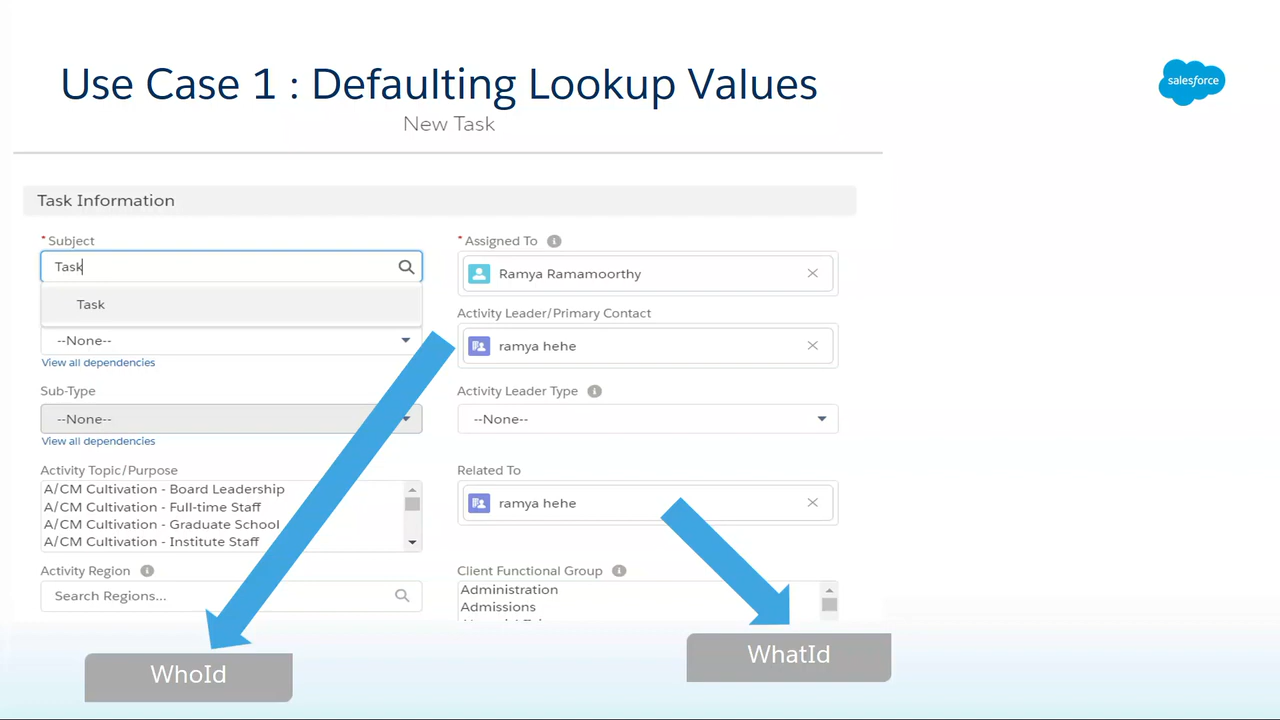 Use Case 1 : Defaulting Lookup Values
salesforce
New Task
Task Information
* Subject
Task
Task
--None--
View all dependencies
Sub-Type
--None--
View all dependencies
Activity Topic/Purpose
A/CM Cultivation - Board Leadership
A/CM Cultivation - Full-time Staff
A/CM Cultivation - Graduate School
A/CM Cultivation - Institute Staff
Activity Region
Search Regions...
* Assigned To
Ramya Ramamoorthy
Activity Leader/Primary Contact
ramya hehe
Activity Leader Type
--None--
Related To
ramya hehe
Client Functional Group
Administration
Admissions
WhoId
WhatId